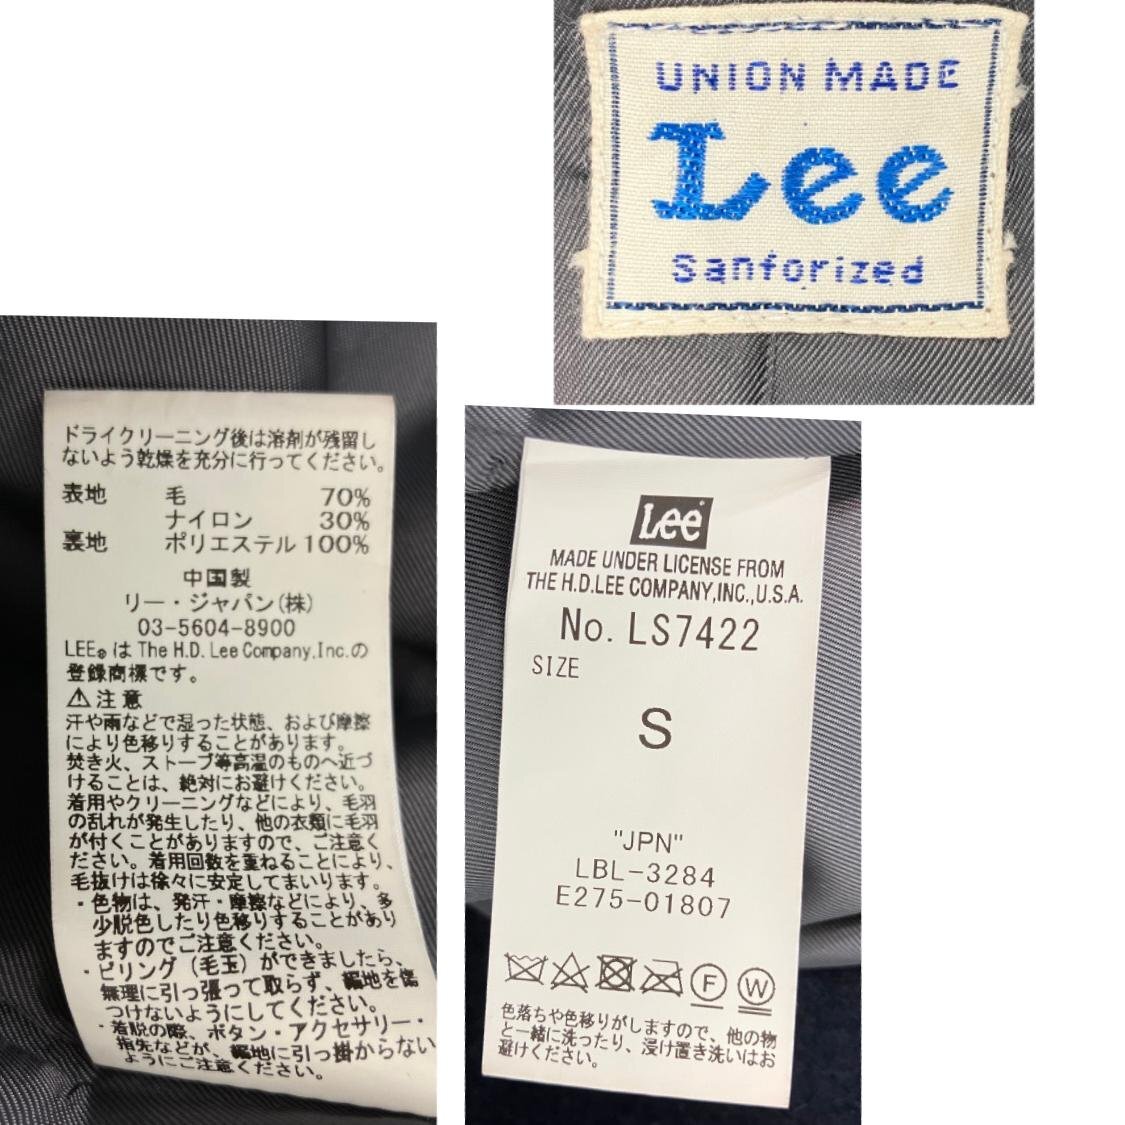 UNION MADE
Lee
Sanforized
ドライクリーニング後は溶剤が残留し
ないよう乾燥を充分に行ってください。
表地 毛 70%
ナイロン 30%
裏地 ポリエステル 100%
中国製
リー・ジャパン(株)
03-5604-8900
LEE® は The H.D. Lee Company,Inc.の
登録商標です。
⚠注意
汗や雨などで湿った状態、および摩擦
により色移りすることがあります。
焚き火、ストーブ等高温のものへ近づ
けることは、絶対にお避けください。
着用やクリーニングなどにより、毛羽
の乱れが発生したり、他の衣類に毛羽
が付くことがありますので、ご注意く
ださい。着用回数を重ねることにより、
毛抜けは徐々に安定してまいります。
・色物は、発汗・摩擦などにより、多
少脱色したり色移りすることがあり
ますのでご注意ください。
・ピリング（毛玉）ができましたら、
無理に引っ張って取らず、編地を傷
つけないようにしてください。
・着脱の際、ボタン・アクセサリー・
指先などが、編地に引っ掛からない
ようにご注意ください。
Lee
MADE UNDER LICENSE FROM
THE H.D.LEE COMPANY,INC.,U.S.A.
No. LS7422
SIZE
S
"JPN"
LBL-3284
E275-01807
F W
色落ちや色移りがしますので、他の物
と一緒に洗ったり、浸け置き洗いはお
避けください。